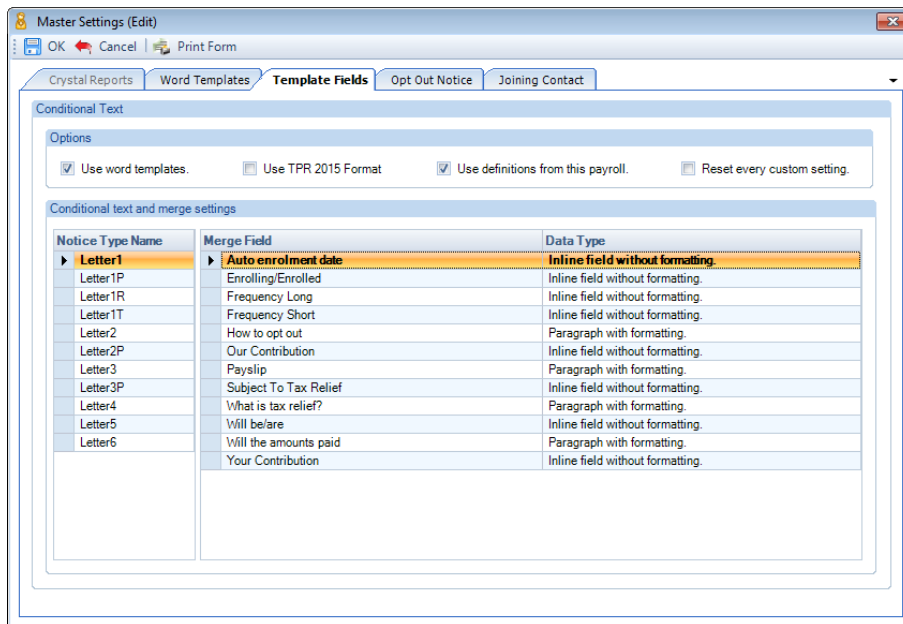 Master Settings (Edit)
OK Cancel Print Form
Crystal Reports Word Templates Template Fields Opt Out Notice Joining Contact
Conditional Text
Options
Use word templates. Use TPR 2015 Format Use definitions from this payroll. Reset every custom setting.
Conditional text and merge settings
Notice Type Name Merge Field Data Type
Letter1 Auto enrolment date Inline field without formatting.
Letter1P Enrolling/Enrolled Inline field without formatting.
Letter1R Frequency Long Inline field without formatting.
Letter1T Frequency Short Inline field without formatting.
Letter2 How to opt out Paragraph with formatting.
Letter2P Our Contribution Inline field without formatting.
Letter3 Payslip Paragraph with formatting.
Letter3P Subject To Tax Relief Inline field without formatting.
Letter4 What is tax relief? Paragraph with formatting.
Letter5 Will be/are Inline field without formatting.
Letter6 Will the amounts paid Paragraph with formatting.
Your Contribution Inline field without formatting.